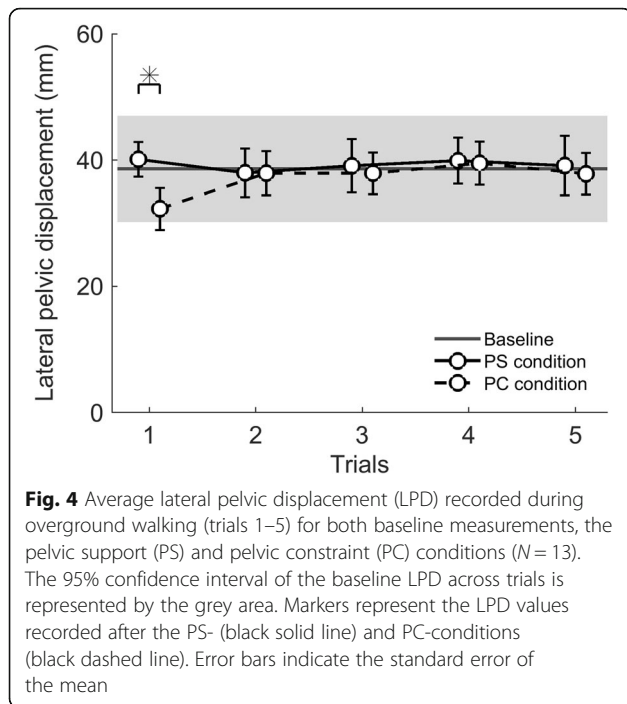 60
*
40
20
0
Lateral pelvic displacement (mm)
Baseline
PS condition
PC condition
1 2 3 4 5
Trials
Fig. 4 Average lateral pelvic displacement (LPD) recorded during
overground walking (trials 1–5) for both baseline measurements, the
pelvic support (PS) and pelvic constraint (PC) conditions (N = 13).
The 95% confidence interval of the baseline LPD across trials is
represented by the grey area. Markers represent the LPD values
recorded after the PS- (black solid line) and PC-conditions
(black dashed line). Error bars indicate the standard error of
the mean